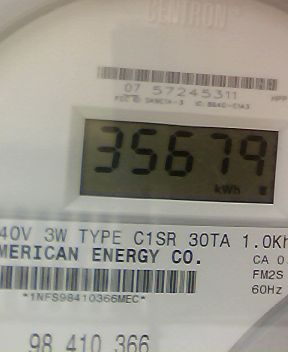 CENTRON®
07 57245311
35679
kWh
40V 3W TYPE C1SR 30TA 1.0Kh
MERICAN ENERGY CO.
CA 0
FM2S
60Hz
*1NFS98410366MEC*
98 410 366